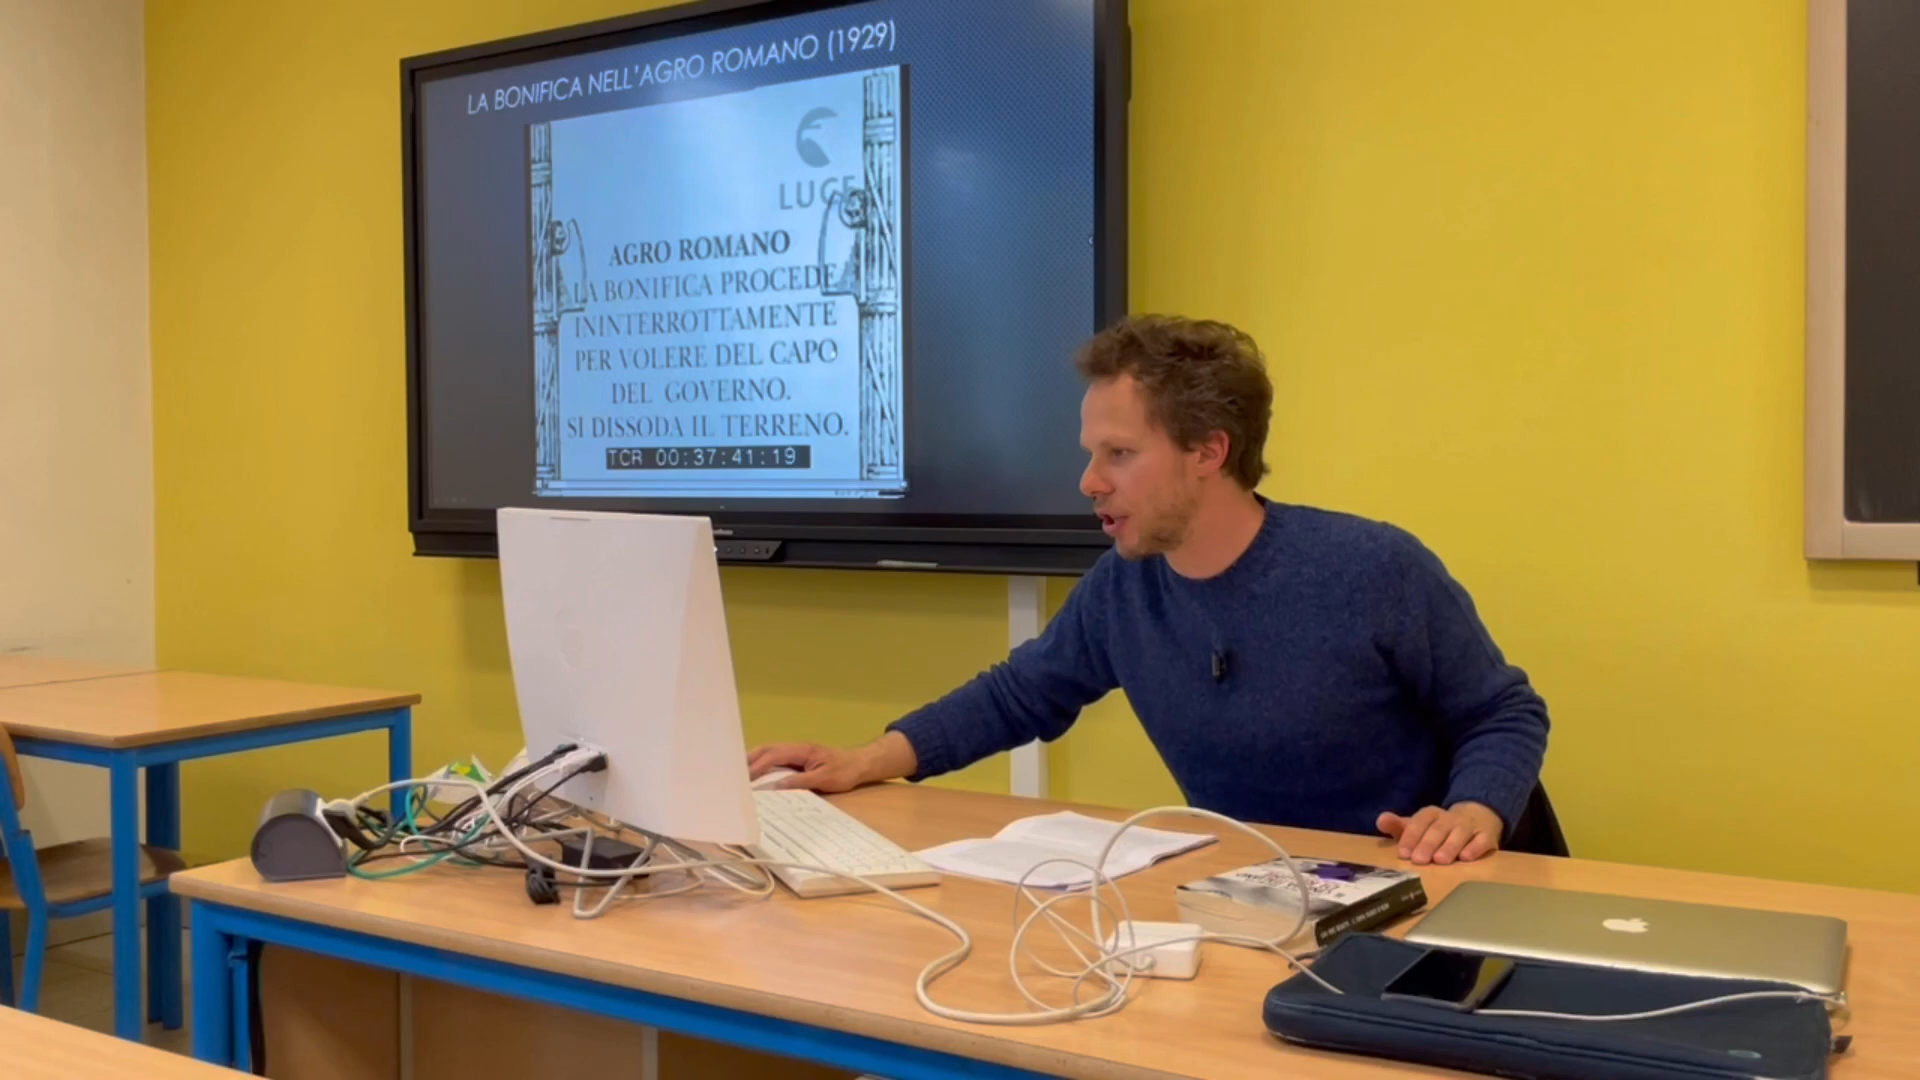 LA BONIFICA NELL'AGRO ROMANO (1929)
LUCE
AGRO ROMANO
LA BONIFICA PROCEDE
ININTERROTTAMENTE
PER VOLERE DEL CAPO
DEL GOVERNO.
SI DISSODA IL TERRENO.
TCR 00:37:41:19